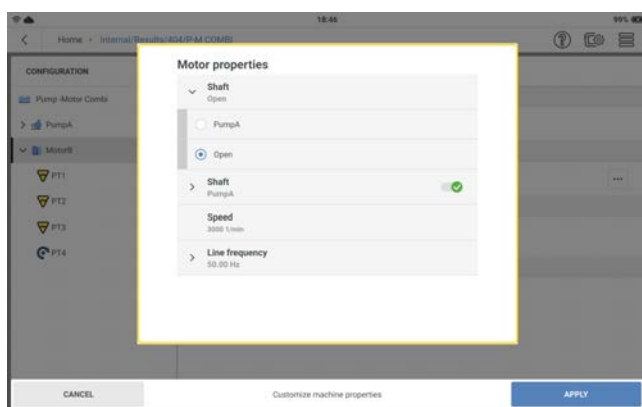 18:46
99%
Home › Internal/Results/404/P-M COMBI
CONFIGURATION
Pump -Motor Combi
PumpA
MotorB
PT1
PT2
PT3
PT4
Motor properties
Shaft
Open
PumpA
Open
Shaft
PumpA
Speed
3000 1/min
Line frequency
50.00 Hz
CANCEL
Customize machine properties
APPLY